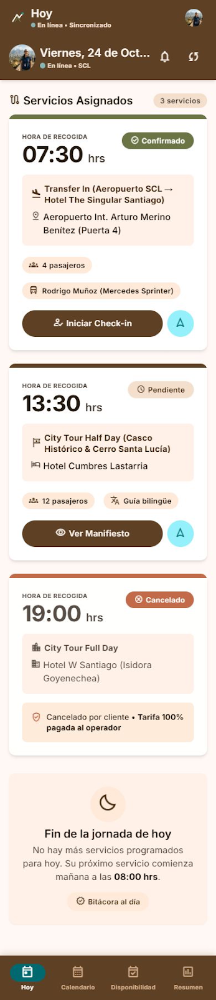 Hoy
En línea • Sincronizado
Viernes, 24 de Oct...
En línea • SCL
Servicios Asignados
3 servicios
HORA DE RECOGIDA
Confirmado
07:30 hrs
Transfer In (Aeropuerto SCL →
Hotel The Singular Santiago)
Aeropuerto Int. Arturo Merino
Benítez (Puerta 4)
4 pasajeros
Rodrigo Muñoz (Mercedes Sprinter)
Iniciar Check-in
HORA DE RECOGIDA
Pendiente
13:30 hrs
City Tour Half Day (Casco
Histórico & Cerro Santa Lucía)
Hotel Cumbres Lastarria
12 pasajeros
Guía bilingüe
Ver Manifiesto
HORA DE RECOGIDA
Cancelado
19:00 hrs
City Tour Full Day
Hotel W Santiago (Isidora
Goyenechea)
Cancelado por cliente • Tarifa 100%
pagada al operador
Fin de la jornada de hoy
No hay más servicios programados
para hoy. Su próximo servicio comienza
mañana a las 08:00 hrs.
Bitácora al día
Hoy
Calendario
Disponibilidad
Resumen